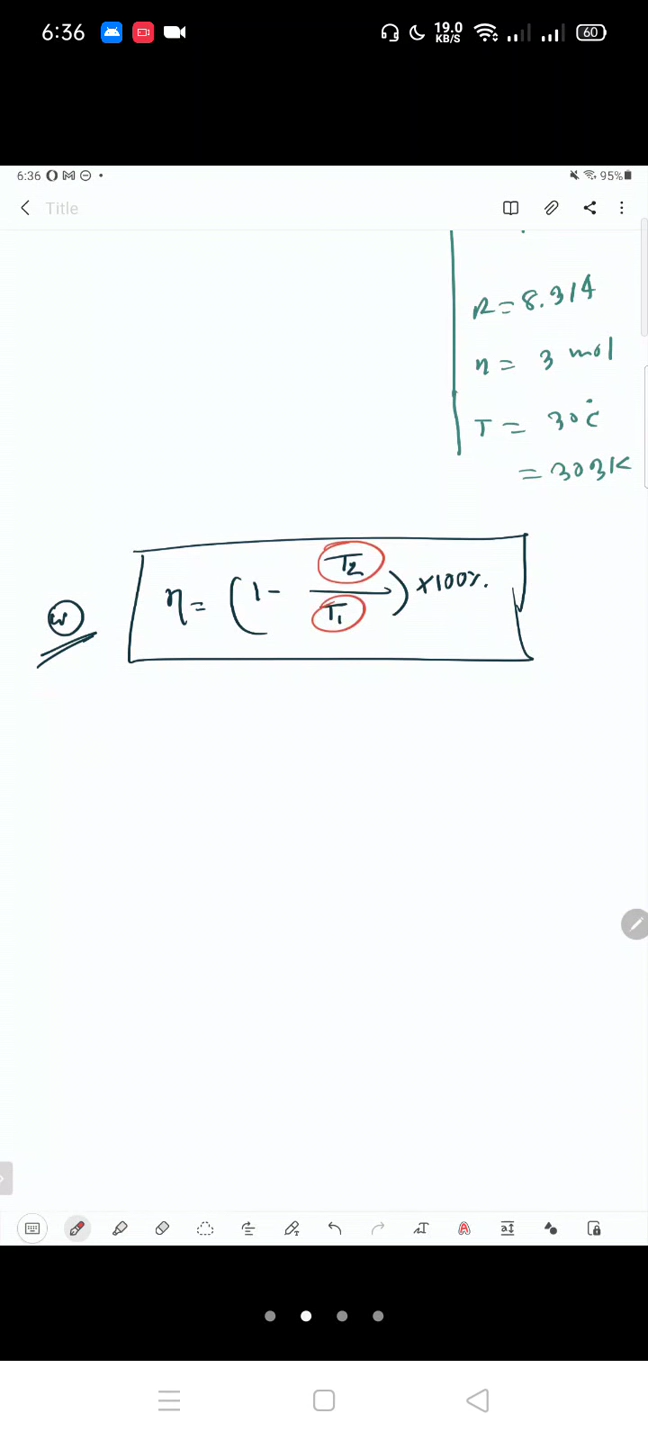 6:36 19.0 KB/S 60
6:36 95%
Title
R = 8.314
n = 3 mol
T = 30°C
= 303K
η = (1 - T₂/T₁) × 100%.